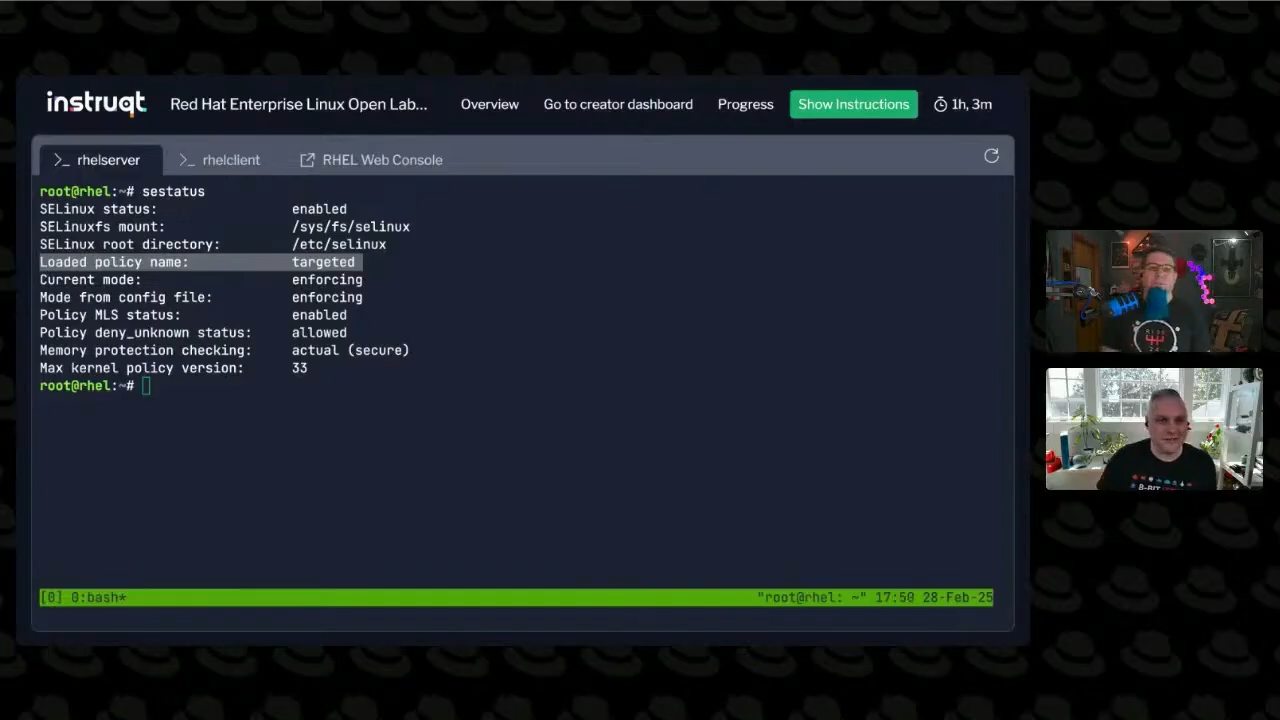 instruqt Red Hat Enterprise Linux Open Lab... Overview Go to creator dashboard Progress Show Instructions 1h, 3m
>_ rhelserver >_ rhelclient RHEL Web Console
root@rhel:~# sestatus
SELinux status: enabled
SELinuxfs mount: /sys/fs/selinux
SELinux root directory: /etc/selinux
Loaded policy name: targeted
Current mode: enforcing
Mode from config file: enforcing
Policy MLS status: enabled
Policy deny_unknown status: allowed
Memory protection checking: actual (secure)
Max kernel policy version: 33
root@rhel:~#
[0] 0:bash* "root@rhel: ~" 17:50 28-Feb-25
8-BIT